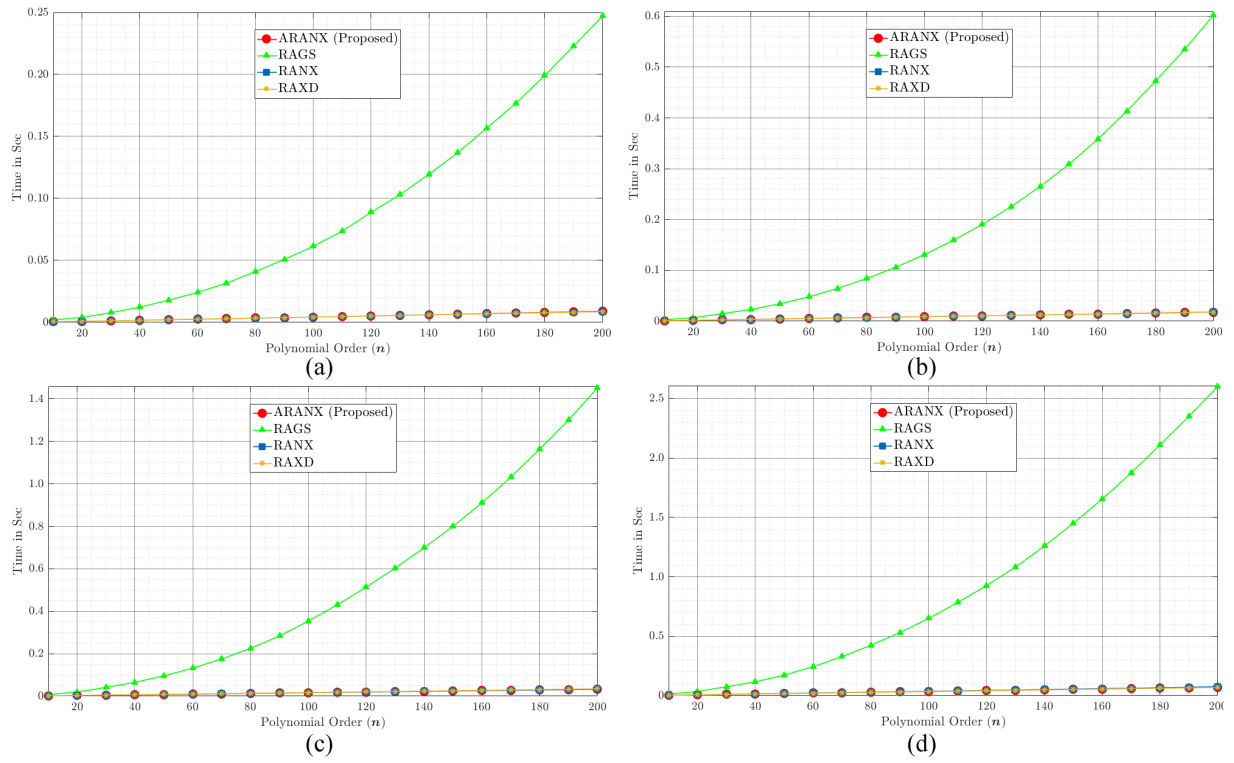 0.25
0.20
0.15
0.10
0.05
0
Time in Sec
ARANX (Proposed)
RAGS
RANX
RAXD
20 40 60 80 100 120 140 160 180 200
Polynomial Order (n)
(a)
0.6
0.5
0.4
0.3
0.2
0.1
0
Time in Sec
ARANX (Proposed)
RAGS
RANX
RAXD
20 40 60 80 100 120 140 160 180 200
Polynomial Order (n)
(b)
1.4
1.2
1.0
0.8
0.6
0.4
0.2
0
Time in Sec
ARANX (Proposed)
RAGS
RANX
RAXD
20 40 60 80 100 120 140 160 180 200
Polynomial Order (n)
(c)
2.5
2.0
1.5
1.0
0.5
0
Time in Sec
ARANX (Proposed)
RAGS
RANX
RAXD
20 40 60 80 100 120 140 160 180 200
Polynomial Order (n)
(d)